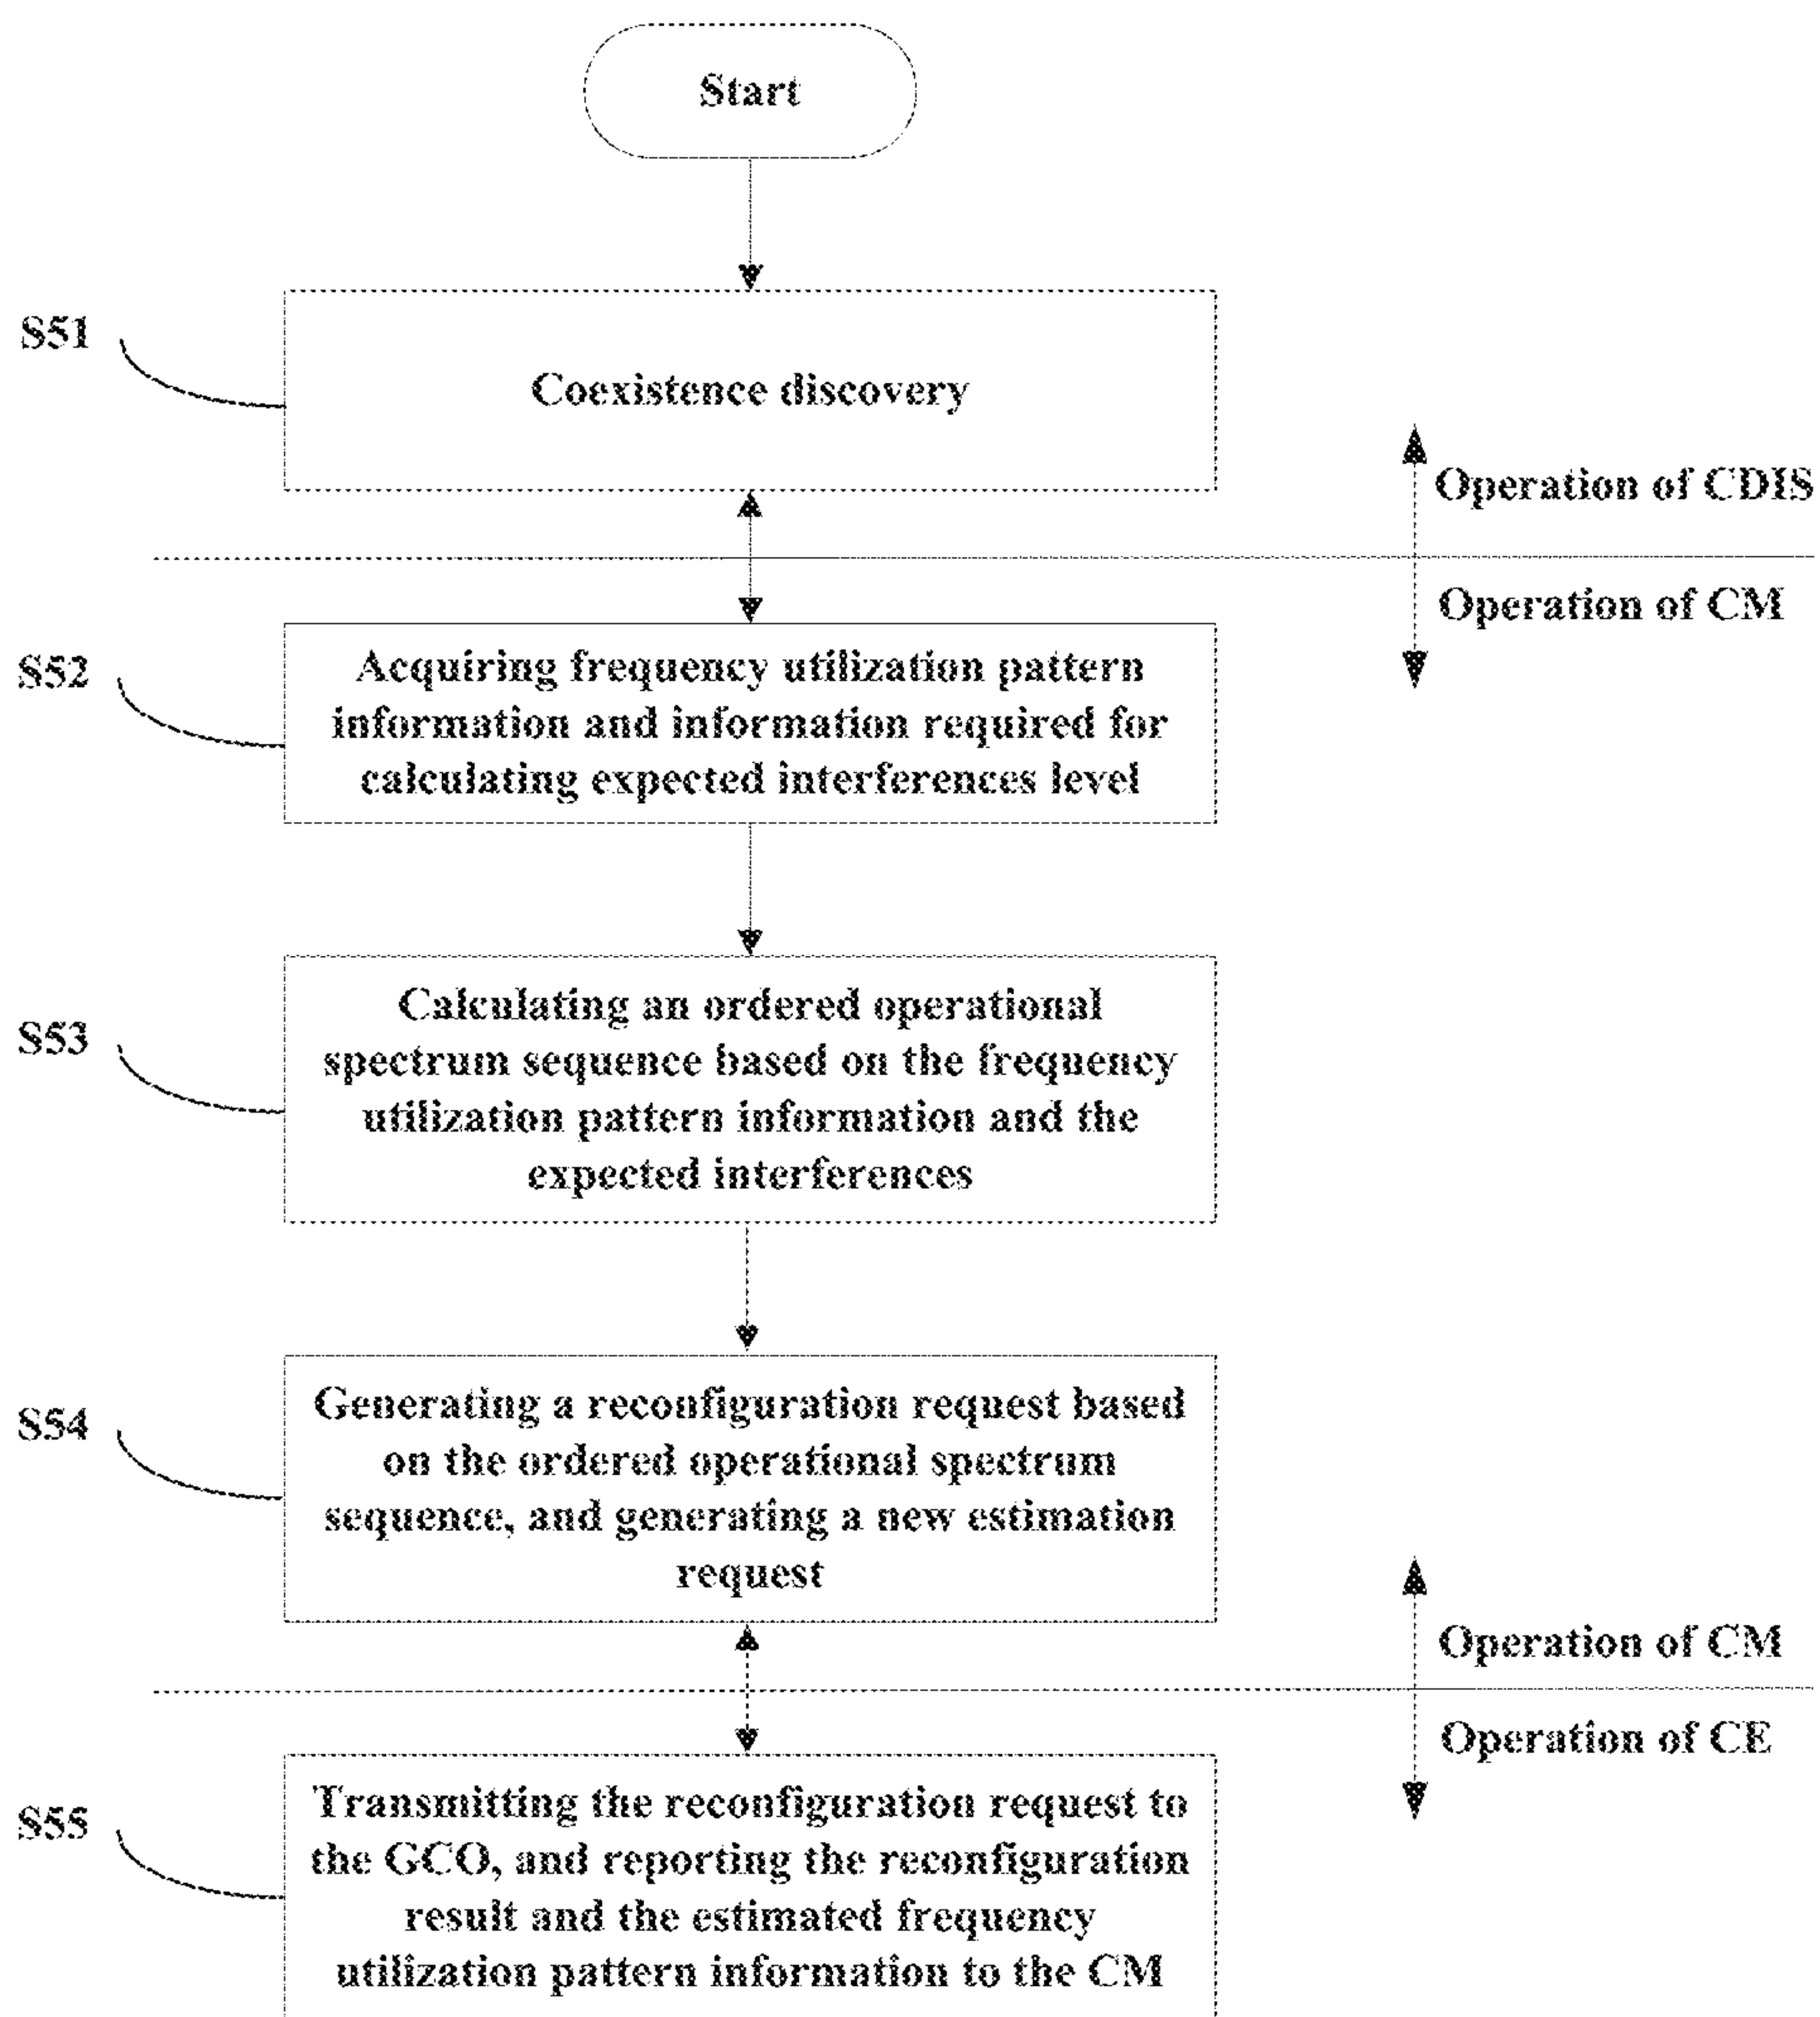 Start
S51
Coexistence discovery
Operation of CDIS
Operation of CM
S52
Acquiring frequency utilization pattern
information and information required for
calculating expected interferences level
S53
Calculating an ordered operational
spectrum sequence based on the frequency
utilization pattern information and the
expected interferences
S54
Generating a reconfiguration request based
on the ordered operational spectrum
sequence, and generating a new estimation
request
Operation of CM
Operation of CE
S55
Transmitting the reconfiguration request to
the GCO, and reporting the reconfiguration
result and the estimated frequency
utilization pattern information to the CM